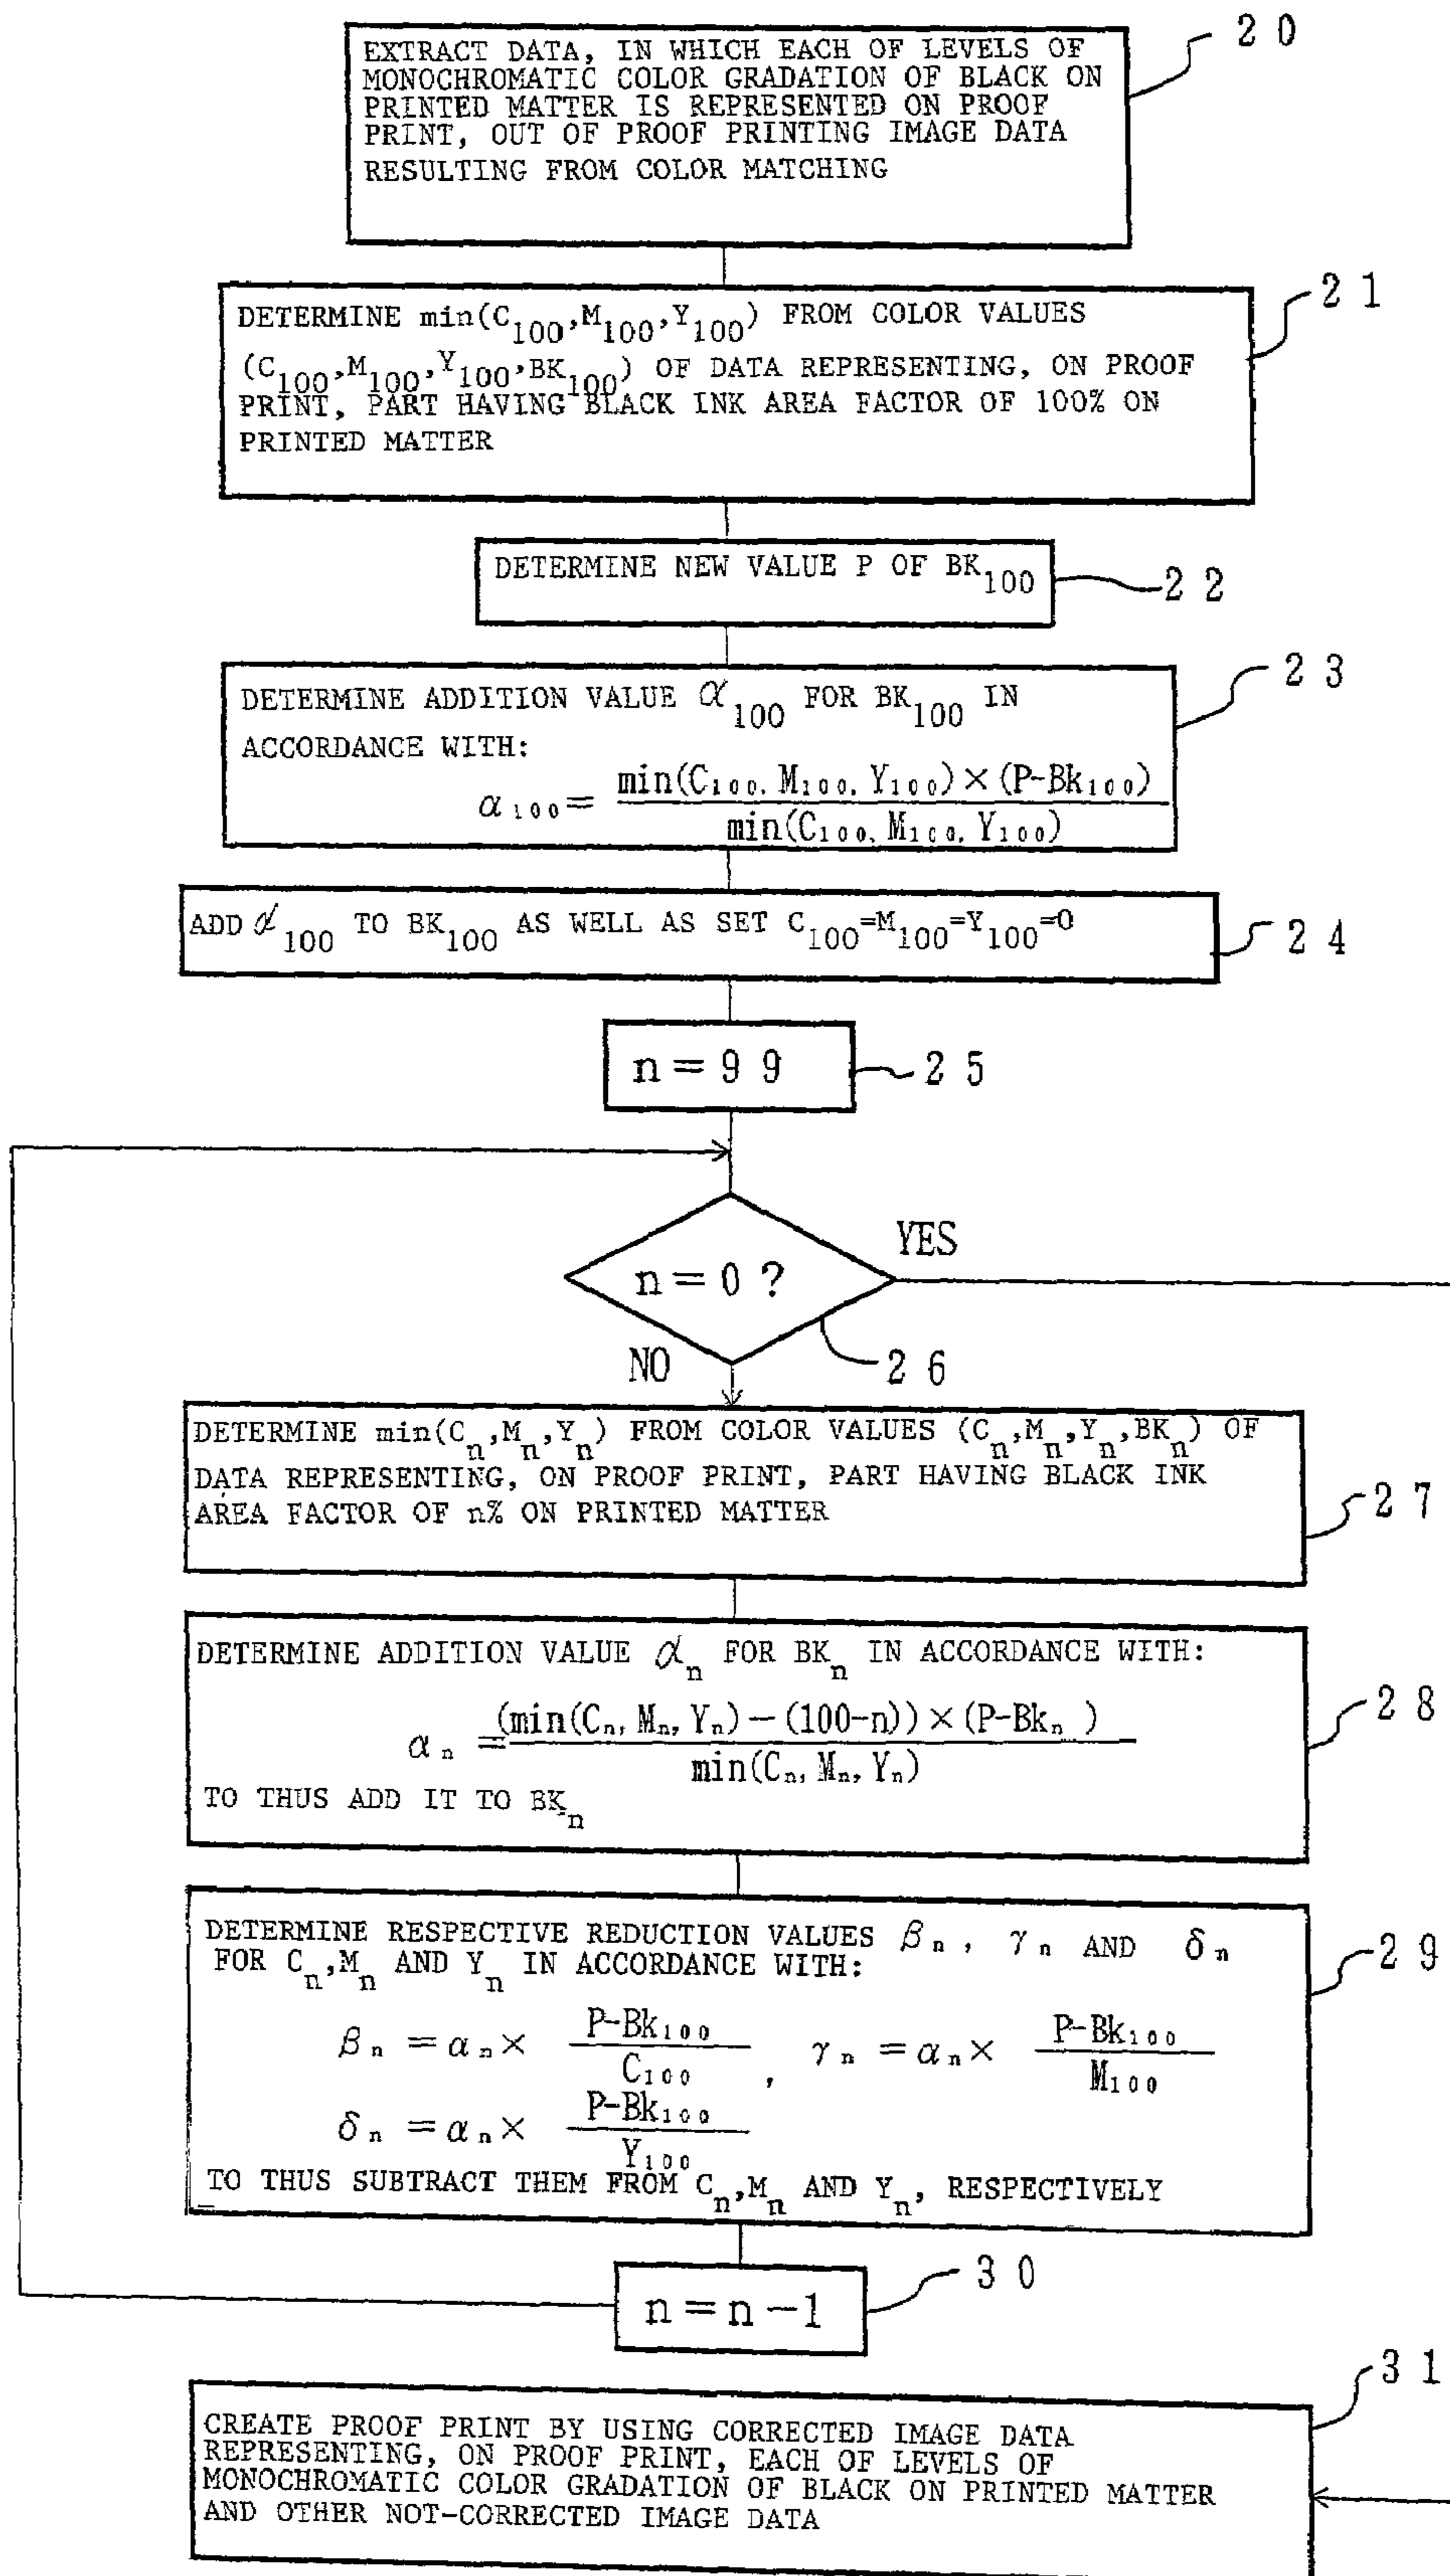 EXTRACT DATA, IN WHICH EACH OF LEVELS OF
MONOCHROMATIC COLOR GRADATION OF BLACK ON
PRINTED MATTER IS REPRESENTED ON PROOF
PRINT, OUT OF PROOF PRINTING IMAGE DATA
RESULTING FROM COLOR MATCHING
20
DETERMINE min(C100,M100,Y100) FROM COLOR VALUES
(C100,M100,Y100,BK100) OF DATA REPRESENTING, ON PROOF
PRINT, PART HAVING BLACK INK AREA FACTOR OF 100% ON
PRINTED MATTER
21
DETERMINE NEW VALUE P OF BK100
22
DETERMINE ADDITION VALUE α100 FOR BK100 IN
ACCORDANCE WITH:
α100= min(C100, M100, Y100)×(P-Bk100)
min(C100, M100, Y100)
23
ADD α100 TO BK100 AS WELL AS SET C100=M100=Y100=0
24
n=99
25
n=0?
YES
NO
26
DETERMINE min(Cn,Mn,Yn) FROM COLOR VALUES (Cn,Mn,Yn,BKn) OF
DATA REPRESENTING, ON PROOF PRINT, PART HAVING BLACK INK
AREA FACTOR OF n% ON PRINTED MATTER
27
DETERMINE ADDITION VALUE αn FOR BKn IN ACCORDANCE WITH:
αn = (min(Cn, Mn, Yn)-(100-n))×(P-Bkn)
min(Cn, Mn, Yn)
TO THUS ADD IT TO BKn
28
DETERMINE RESPECTIVE REDUCTION VALUES βn, γn AND δn
FOR Cn,Mn AND Yn IN ACCORDANCE WITH:
βn =αn× P-Bk100 , γn =αn× P-Bk100
C100 M100
δn =αn× P-Bk100
Y100
TO THUS SUBTRACT THEM FROM Cn,Mn AND Yn, RESPECTIVELY
29
n=n-1
30
CREATE PROOF PRINT BY USING CORRECTED IMAGE DATA
REPRESENTING, ON PROOF PRINT, EACH OF LEVELS OF
MONOCHROMATIC COLOR GRADATION OF BLACK ON PRINTED MATTER
AND OTHER NOT-CORRECTED IMAGE DATA
31